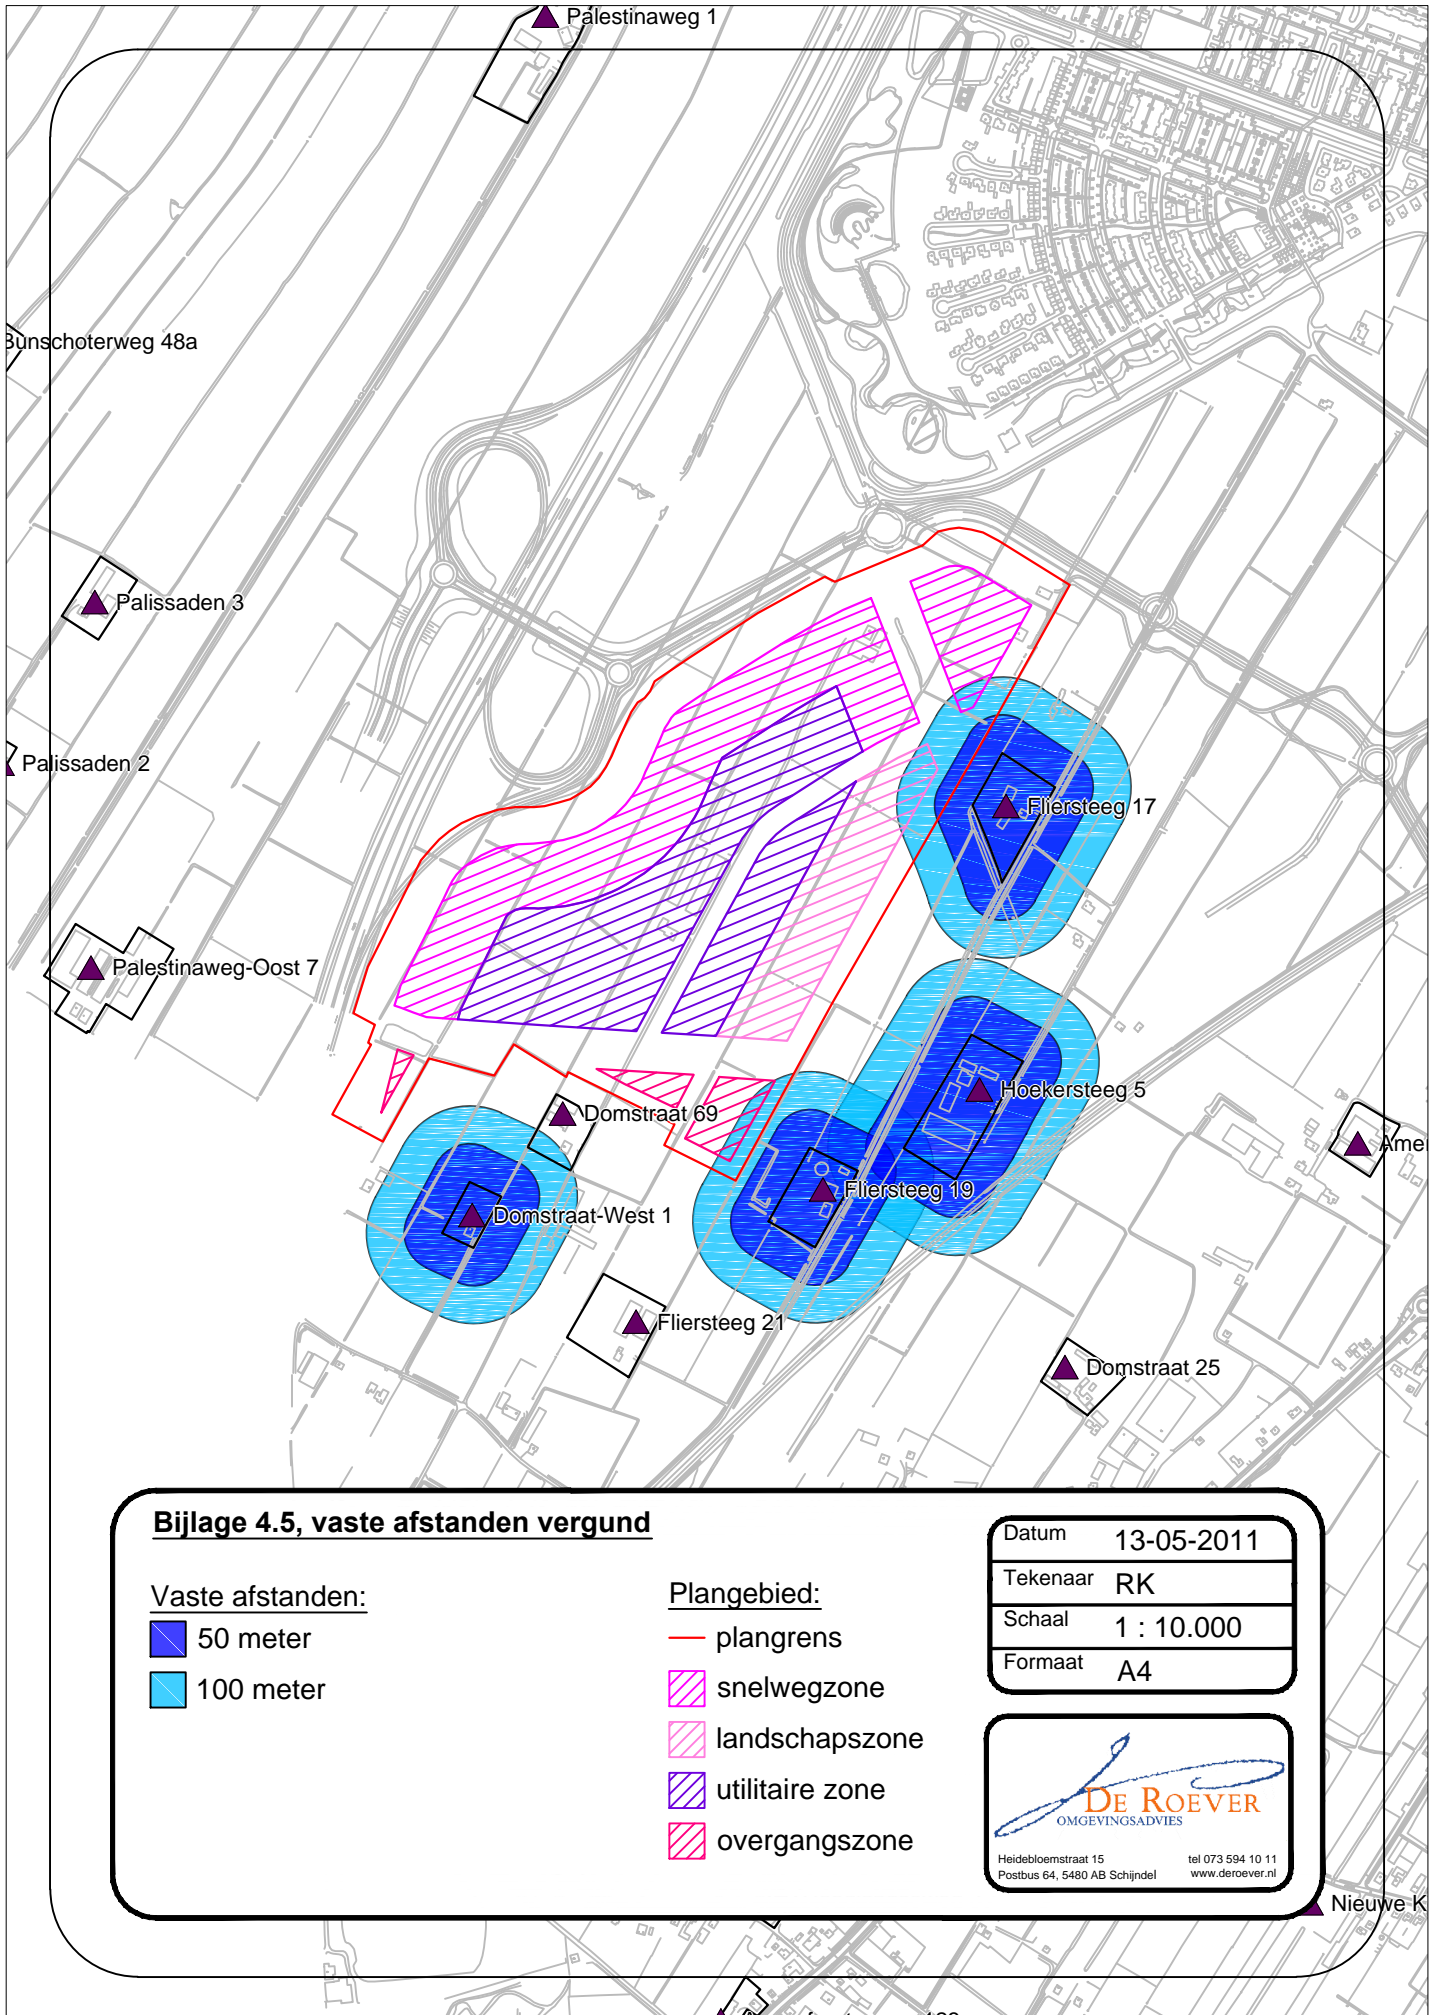 Palestinaweg 1
Bunschoterweg 48a
Palissaden 3
Palissaden 2
Fliersteeg 17
Palestinaweg-Oost 7
Hoekersteeg 5
Domstraat 69
Fliersteeg 19
Domstraat-West 1
Fliersteeg 21
Domstraat 25
Bijlage 4.5, vaste afstanden vergund
Vaste afstanden:
50 meter
100 meter
Plangebied:
plangrens
snelwegzone
landschapszone
utilitaire zone
overgangszone
Datum 13-05-2011
Tekenaar RK
Schaal 1 : 10.000
Formaat A4
DE ROEVER
OMGEVINGSADVIES
Heidebloemstraat 15 tel 073 594 10 11
Postbus 64, 5480 AB Schijndel www.deroever.nl
Nieuwe K